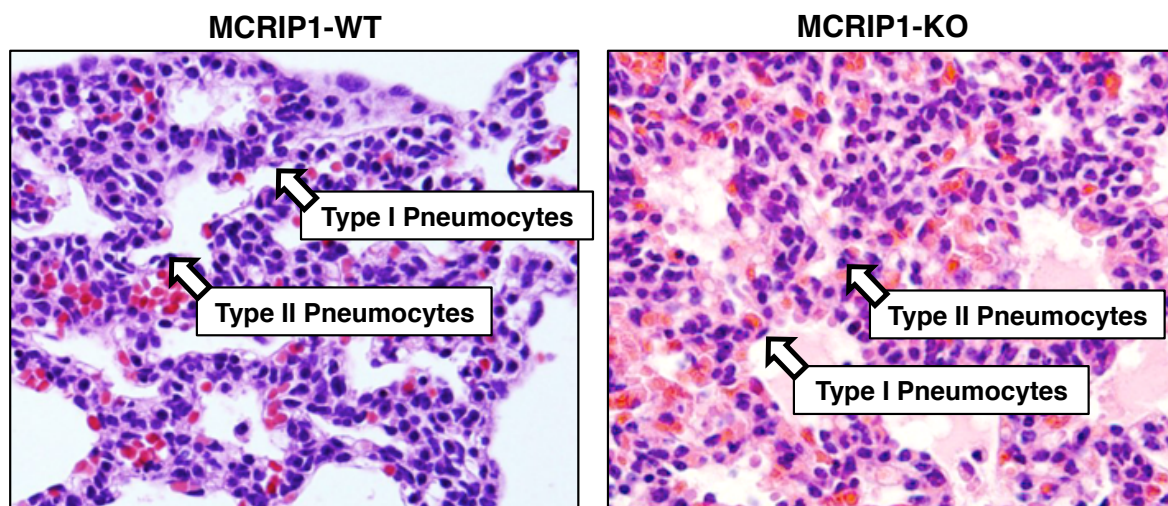 MCRIP1-WT
MCRIP1-KO
Type I Pneumocytes
Type II Pneumocytes
Type II Pneumocytes
Type I Pneumocytes